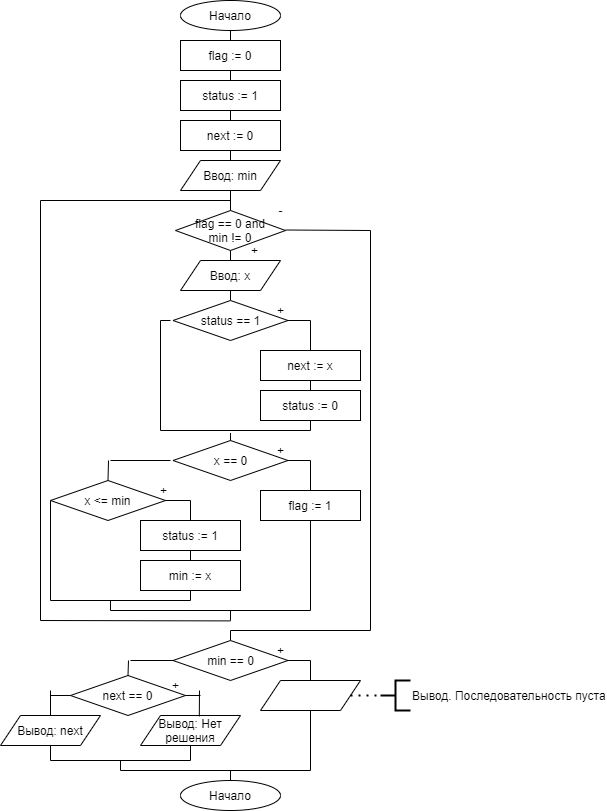 Начало
flag := 0
status := 1
next := 0
Ввод: min
-
flag == 0 and
min != 0
+
Ввод: x
+
status == 1
next := x
status := 0
+
x == 0
+
x <= min
flag := 1
status := 1
min := x
+
min == 0
+
next == 0
Вывод. Последовательность пуста
Вывод: next
Вывод: Нет
решения
Начало